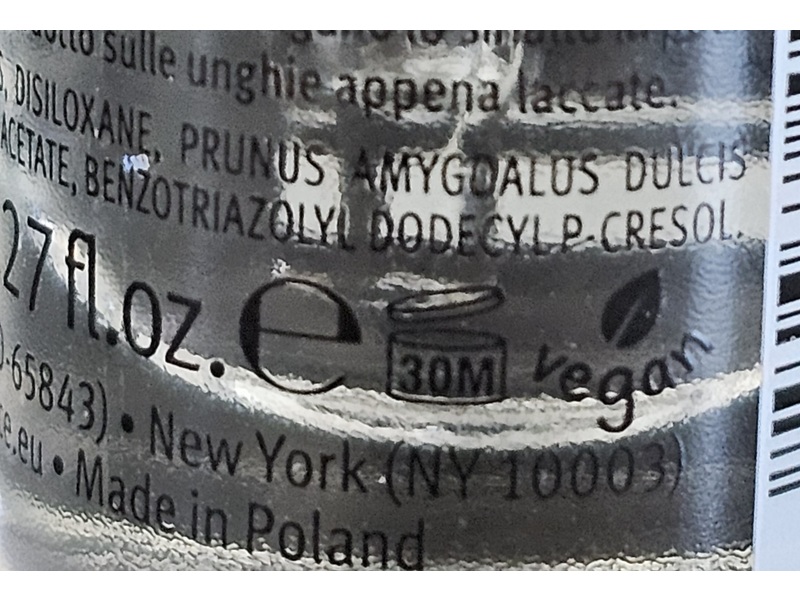 sulle unghie appena laccate.
DISILOXANE, PRUNUS AMYGDALUS DULCIS
ACETATE, BENZOTRIAZOLYL DODECYL P-CRESOL.
27 fl.oz. e 30M vegan
-65843) • New York (NY 10003)
.eu • Made in Poland